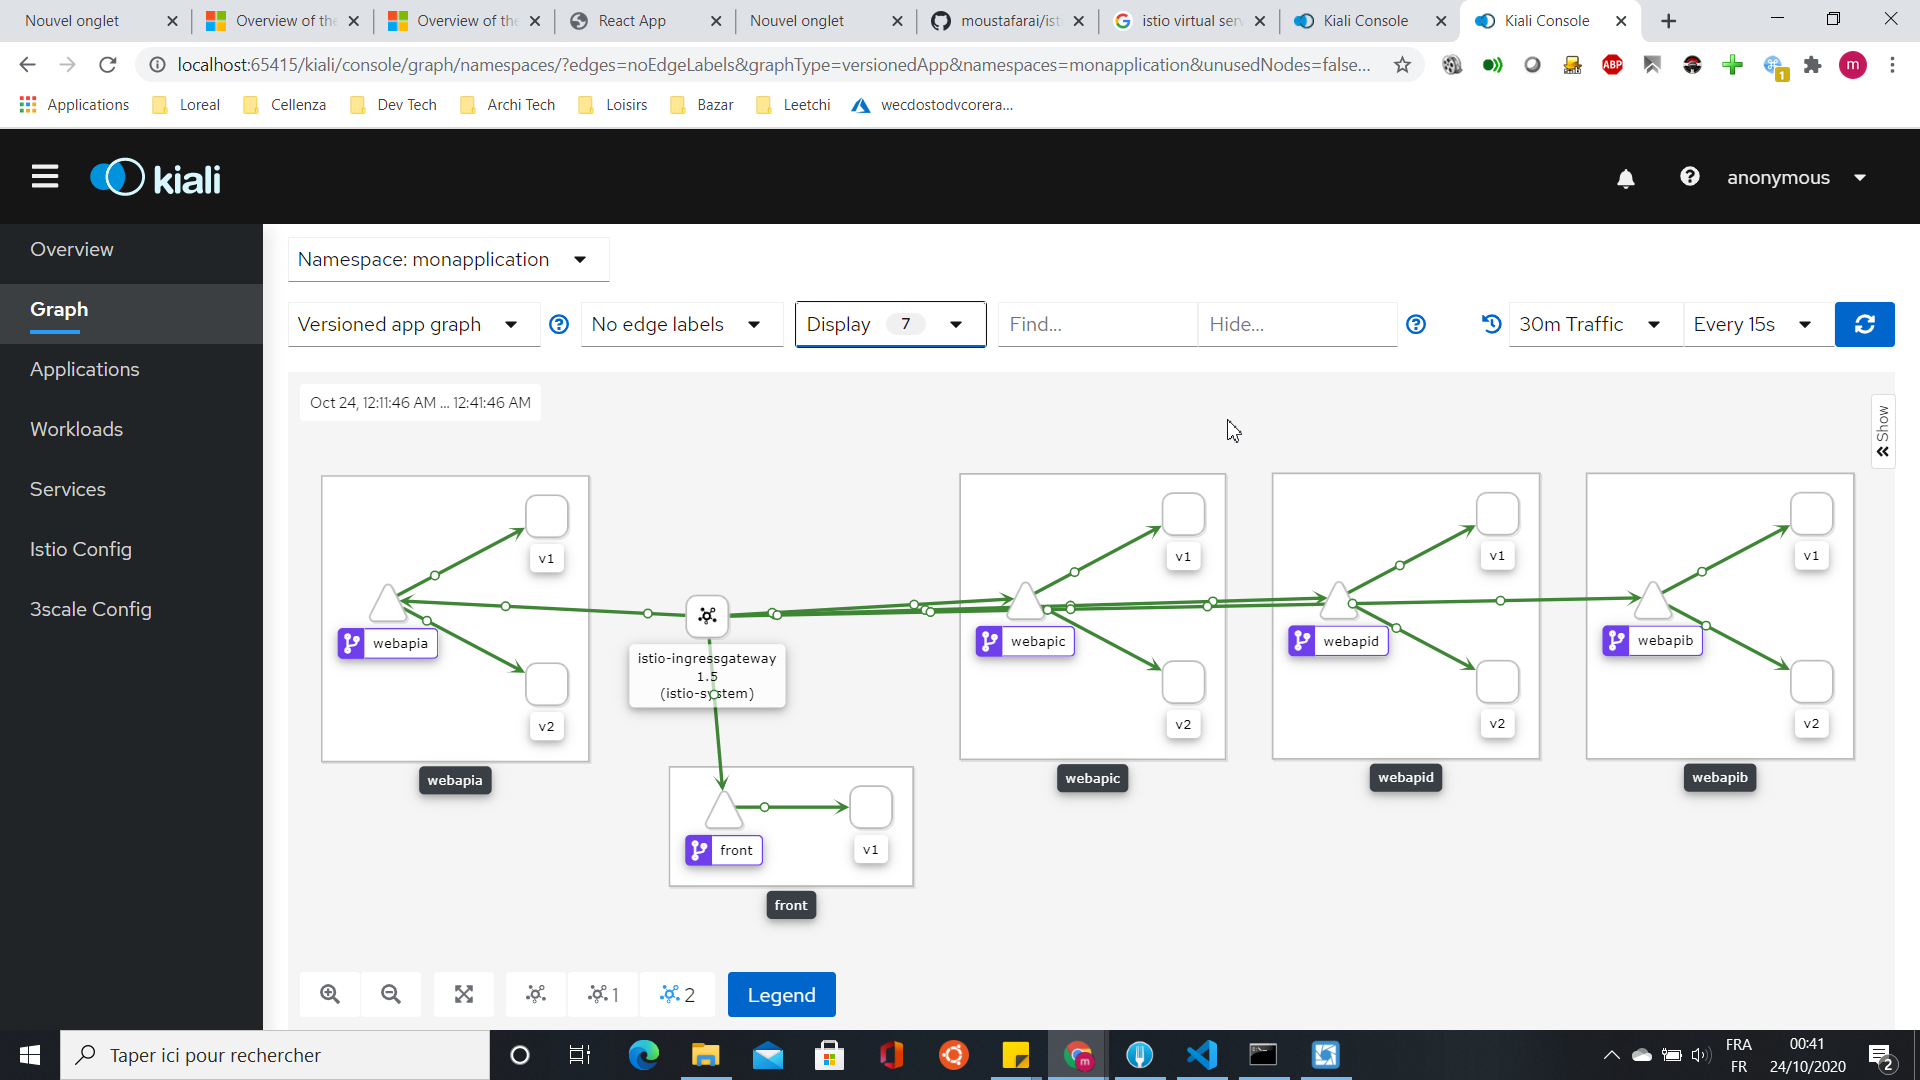 Nouvel onglet
Overview of the
Overview of the
React App
Nouvel onglet
moustafarai/ist
istio virtual serv
Kiali Console
Kiali Console
localhost:65415/kiali/console/graph/namespaces/?edges=noEdgeLabels&graphType=versionedApp&namespaces=monapplication&unusedNodes=false...
ABP
1
m
Applications
Loreal
Cellenza
Dev Tech
Archi Tech
Loisirs
Bazar
Leetchi
wecdostodvcorera...
kiali
anonymous
Overview
Graph
Applications
Workloads
Services
Istio Config
3scale Config
Namespace: monapplication
Versioned app graph
No edge labels
Display 7
Find...
Hide...
30m Traffic
Every 15s
Oct 24, 12:11:46 AM ... 12:41:46 AM
Show
v1
webapia
v2
webapia
istio-ingressgateway
1.5
(istio-system)
front
v1
front
v1
webapic
v2
webapic
v1
webapid
v2
webapid
v1
webapib
v2
webapib
1
2
Legend
Taper ici pour rechercher
m
FRA
FR
00:41
24/10/2020
2